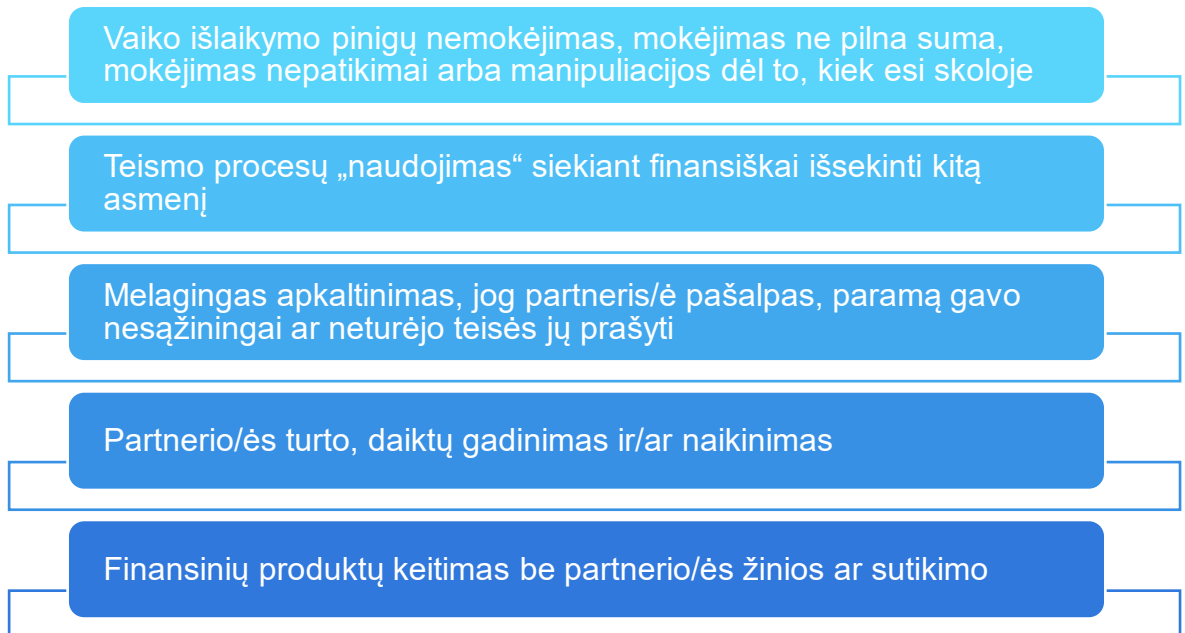 Vaiko išlaikymo pinigų nemokėjimas, mokėjimas ne pilna suma,
mokėjimas nepatikimai arba manipuliacijos dėl to, kiek esi skoloje
Teismo procesų „naudojimas“ siekiant finansiškai išsekinti kitą
asmenį
Melagingas apkaltinimas, jog partneris/ė pašalpas, paramą gavo
nesąžiningai ar neturėjo teisės jų prašyti
Partnerio/ės turto, daiktų gadinimas ir/ar naikinimas
Finansinių produktų keitimas be partnerio/ės žinios ar sutikimo